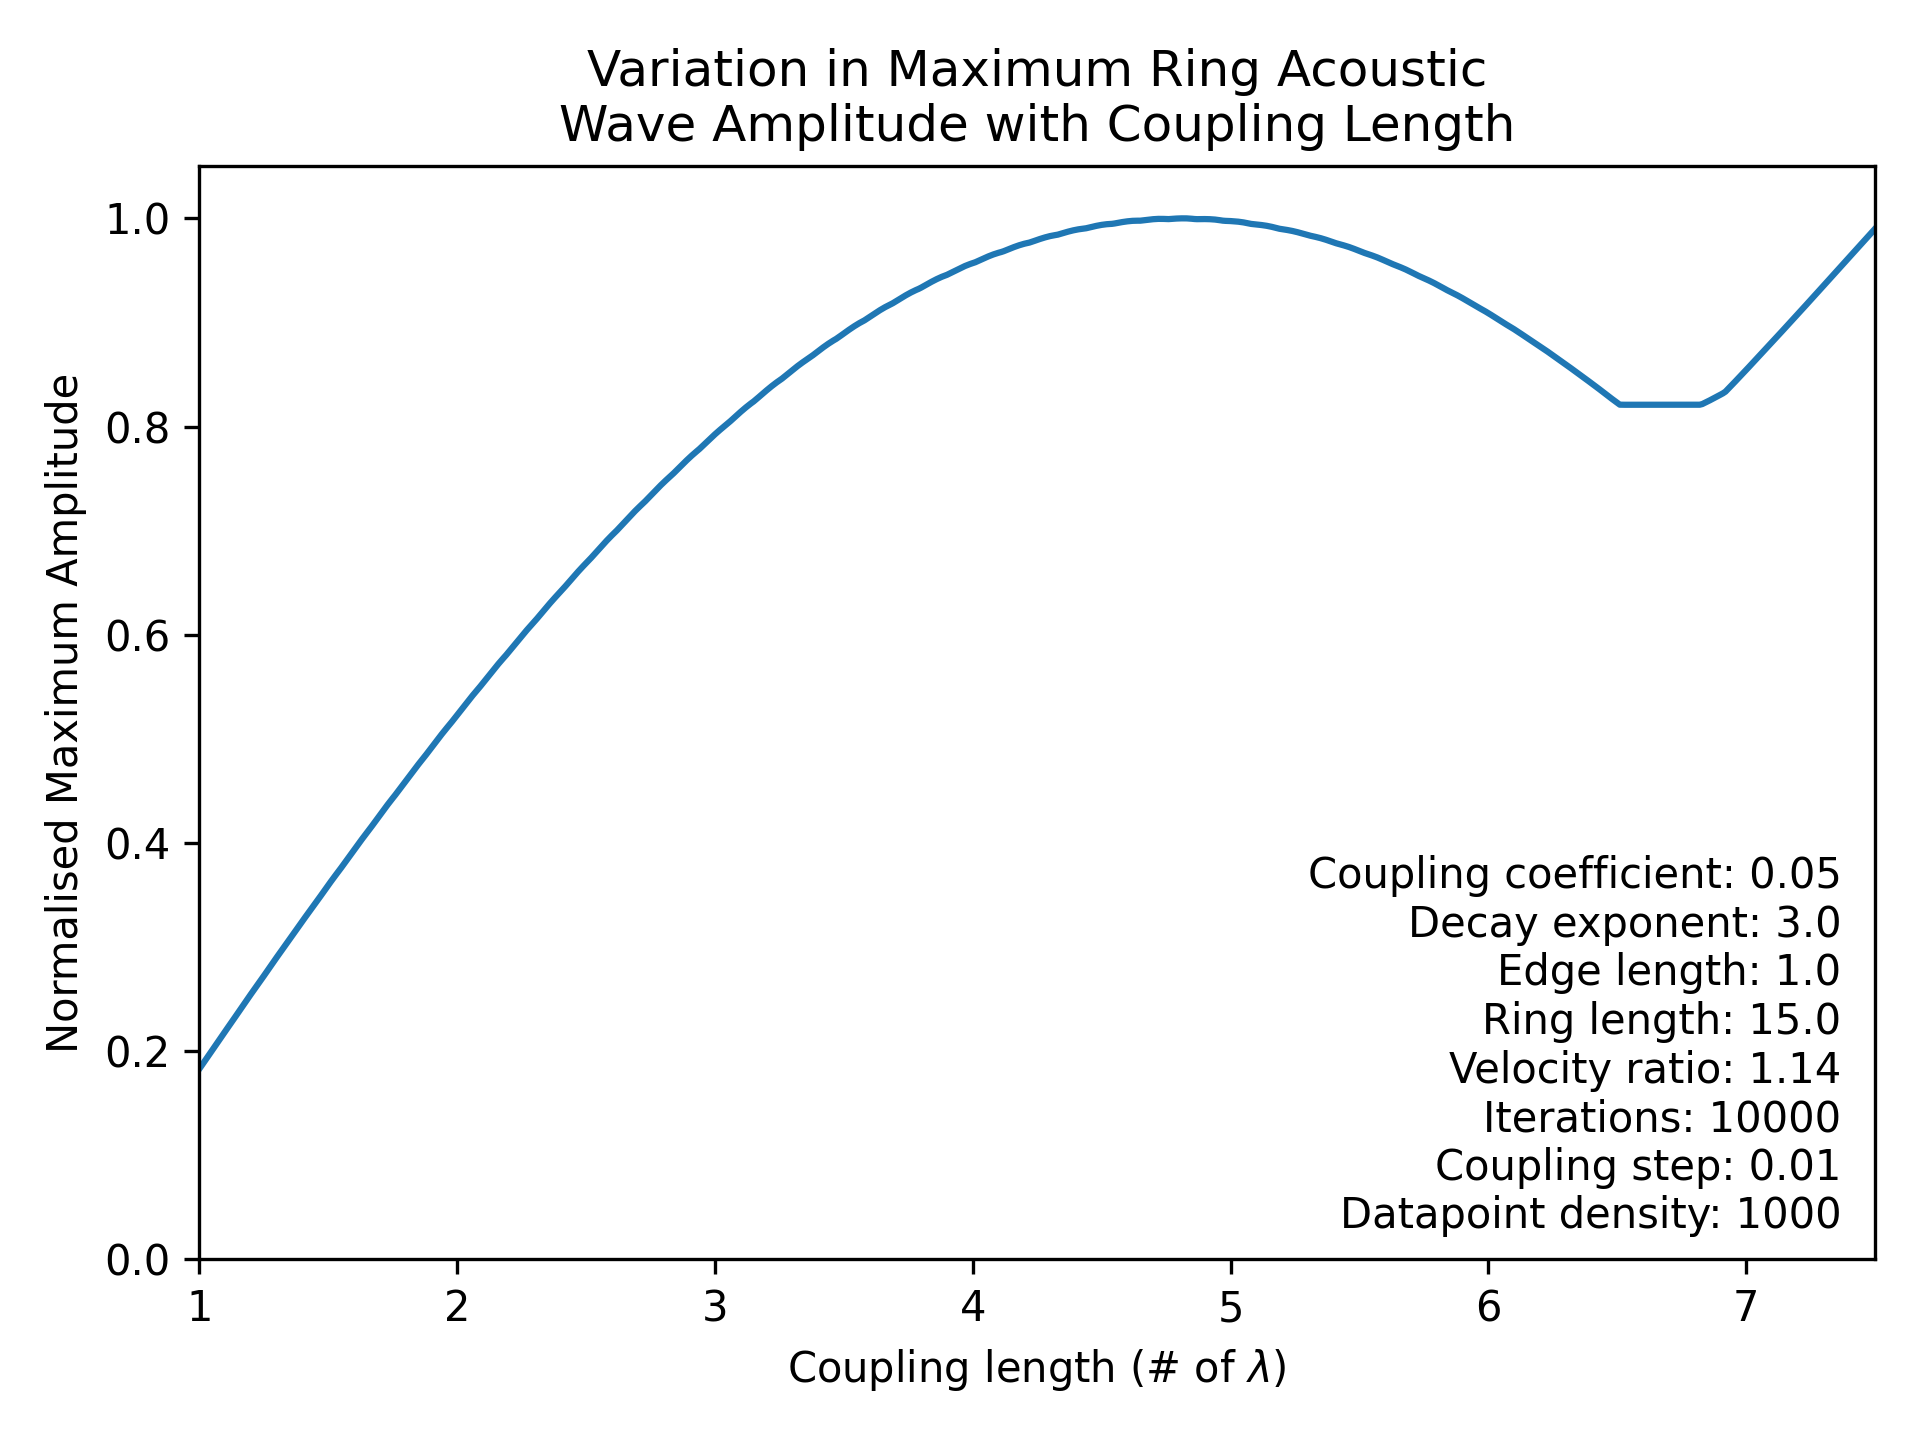 Variation in Maximum Ring Acoustic
Wave Amplitude with Coupling Length
Normalised Maximum Amplitude
1.0
0.8
0.6
0.4
0.2
0.0
Coupling coefficient: 0.05
Decay exponent: 3.0
Edge length: 1.0
Ring length: 15.0
Velocity ratio: 1.14
Iterations: 10000
Coupling step: 0.01
Datapoint density: 1000
1 2 3 4 5 6 7
Coupling length (# of λ)